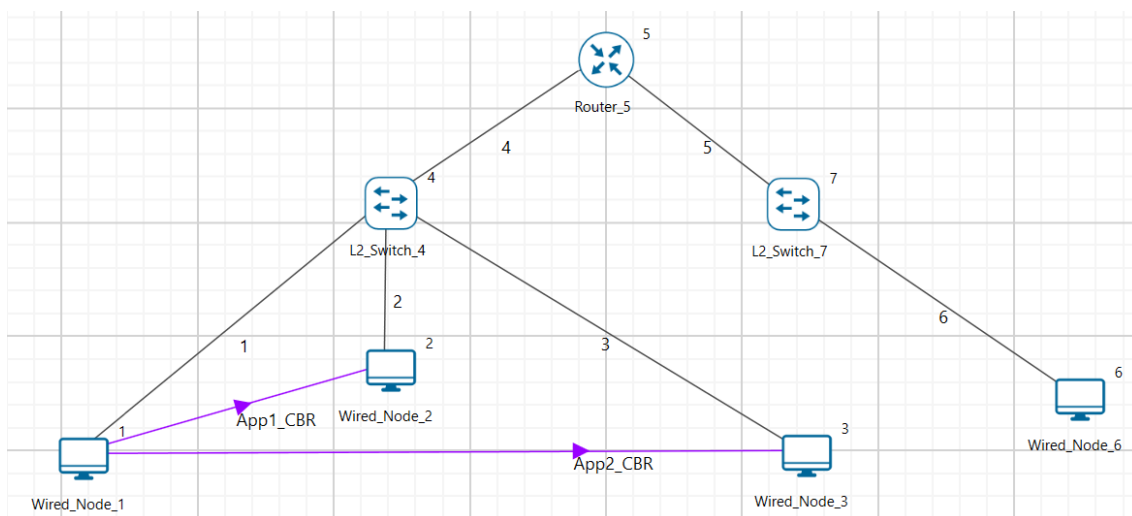 5
Router_5
4
5
4
7
L2_Switch_4
L2_Switch_7
2
6
1
3
2
6
App1_CBR
Wired_Node_2
1
3
Wired_Node_6
App2_CBR
Wired_Node_1
Wired_Node_3